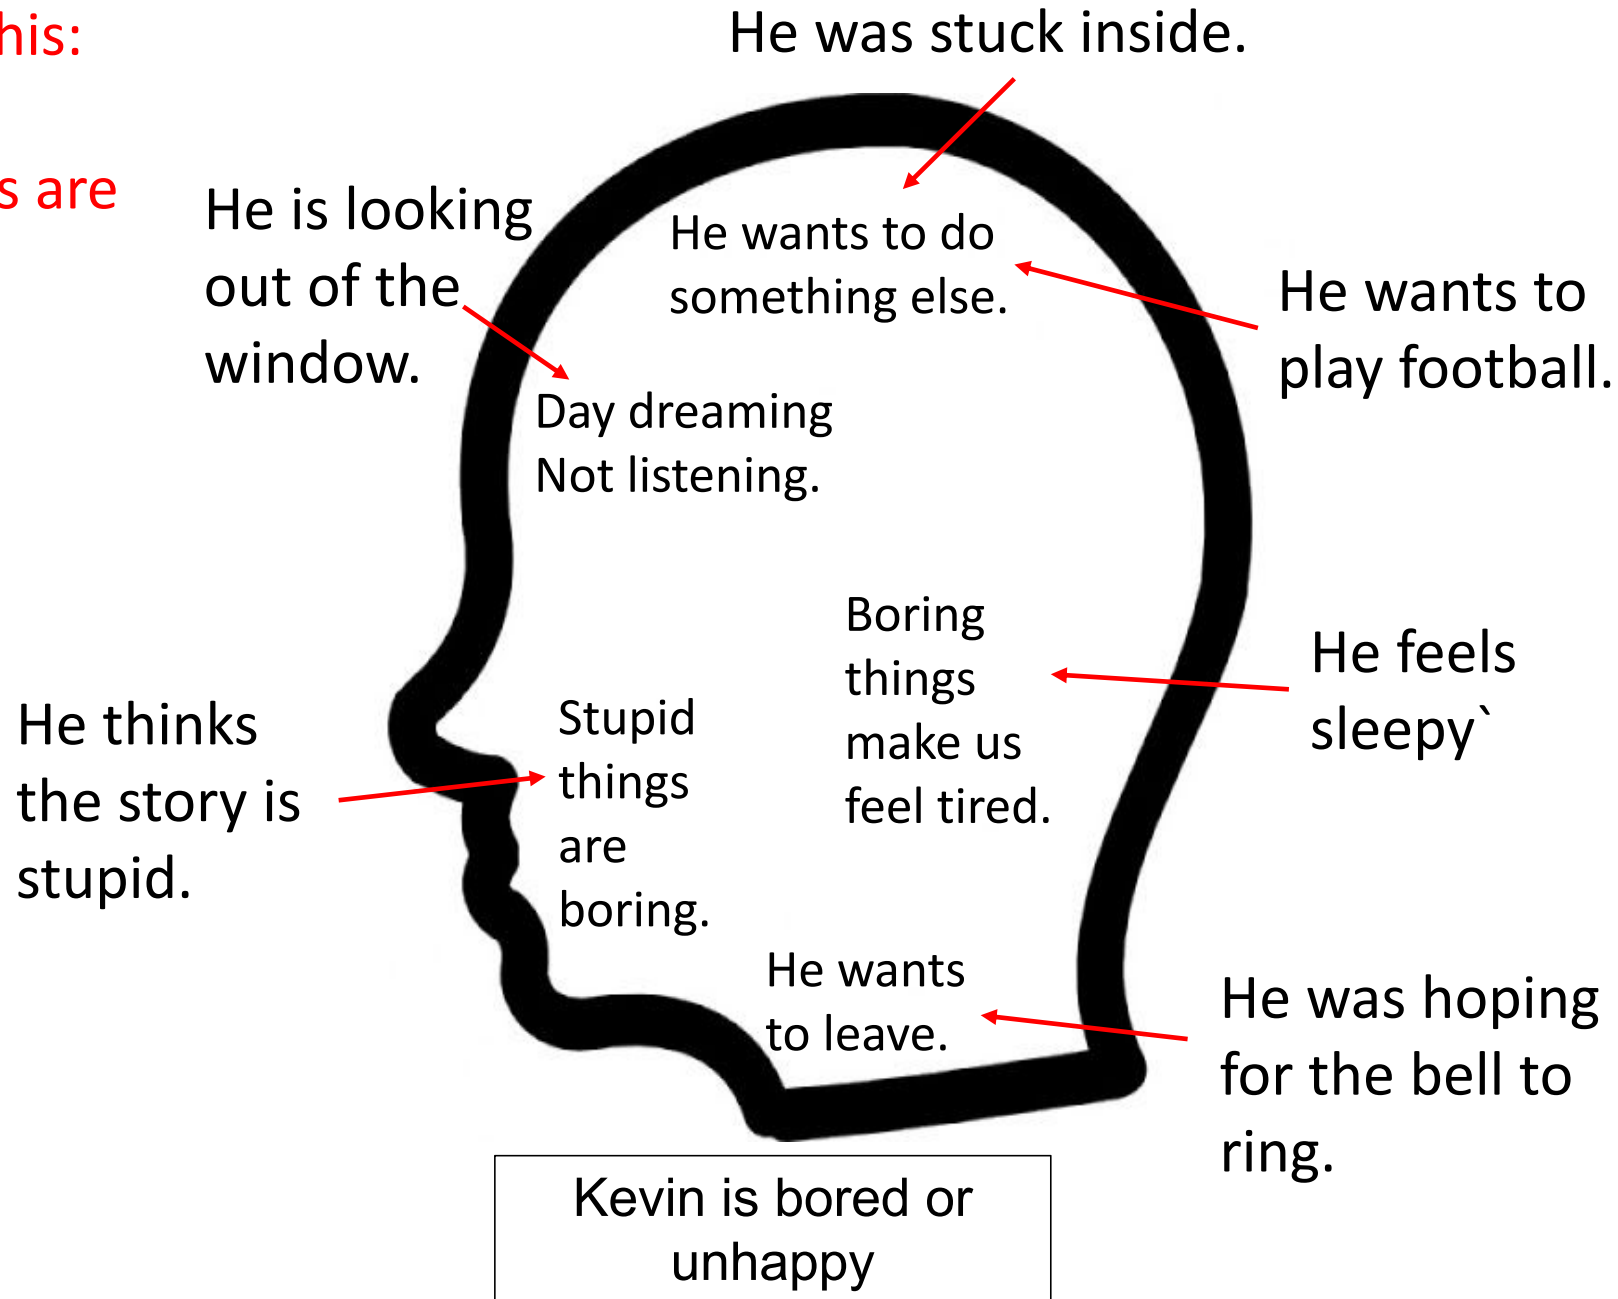 his:
He was stuck inside.
s are
He is looking
out of the
window.
He wants to do
something else.
He wants to
play football.
Day dreaming
Not listening.
Boring
things
make us
feel tired.
He feels
sleepy`
He thinks
the story is
stupid.
Stupid
things
are
boring.
He wants
to leave.
He was hoping
for the bell to
ring.
Kevin is bored or
unhappy